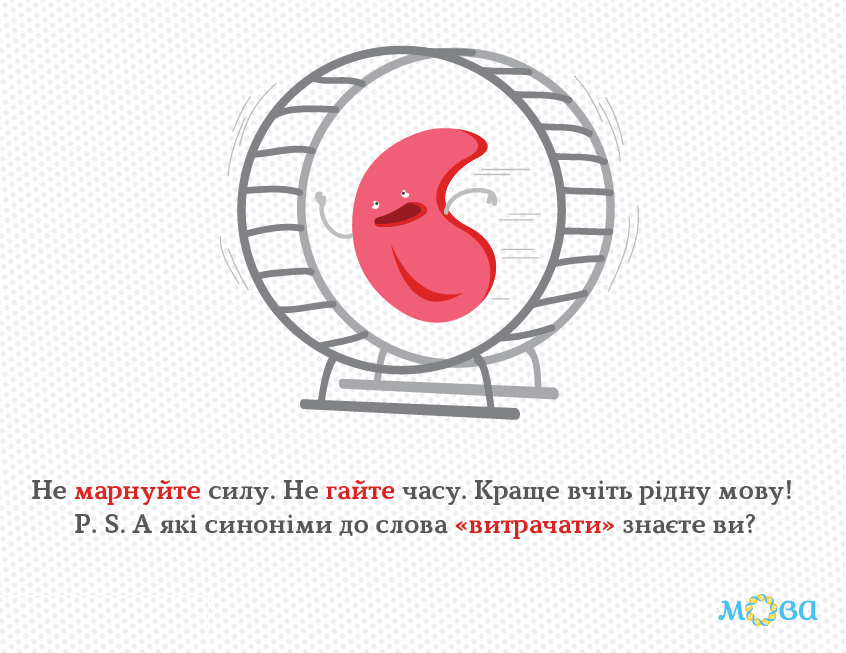 Не марнуйте силу. Не гайте часу. Краще вчіть рідну мову!
P. S. А які синоніми до слова «витрачати» знаєте ви?
мова